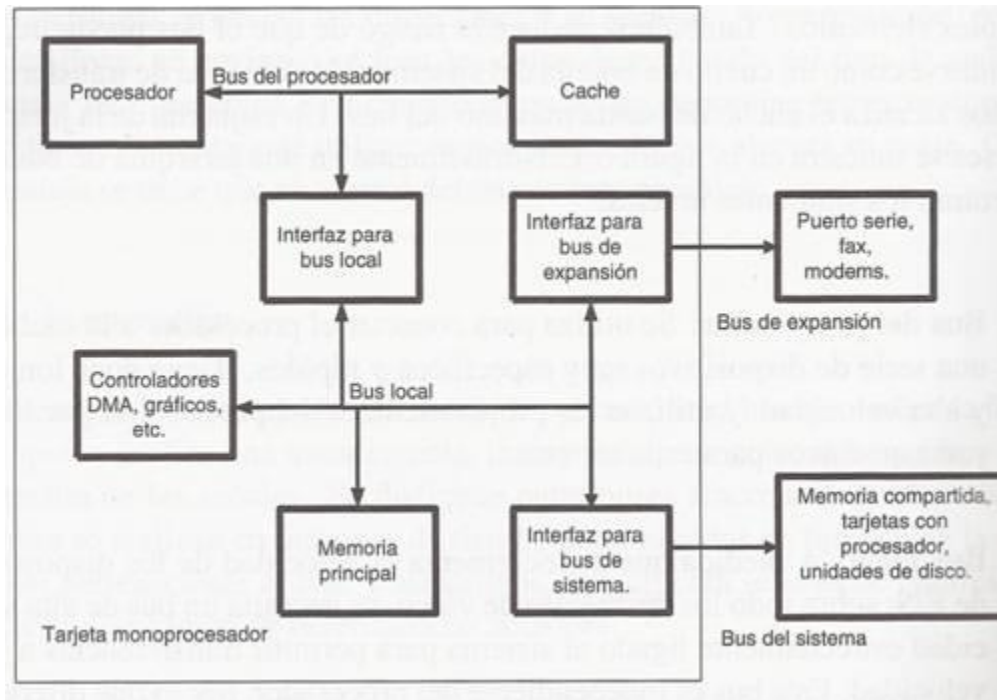 Bus del procesador
Procesador
Cache
Interfaz para
bus local
Interfaz para
bus de
expansión
Puerto serie,
fax,
modems.
Bus de expansión
Controladores
DMA, gráficos,
etc.
Bus local
Memoria
principal
Interfaz para
bus de
sistema.
Memoria compartida,
tarjetas con
procesador,
unidades de disco.
Tarjeta monoprocesador
Bus del sistema